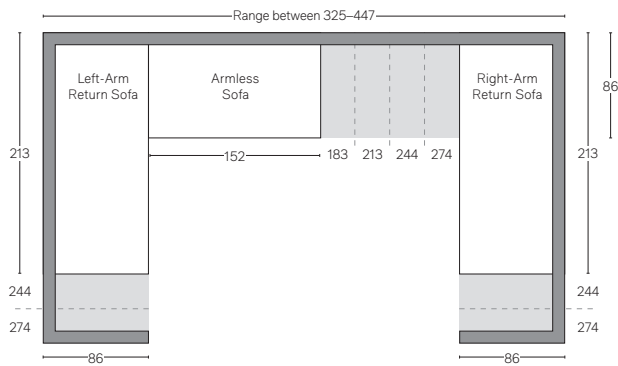 Range between 325–447
Left-Arm
Return Sofa
Armless
Sofa
Right-Arm
Return Sofa
86
213
152
183
213
244
274
213
244
274
244
274
86
86